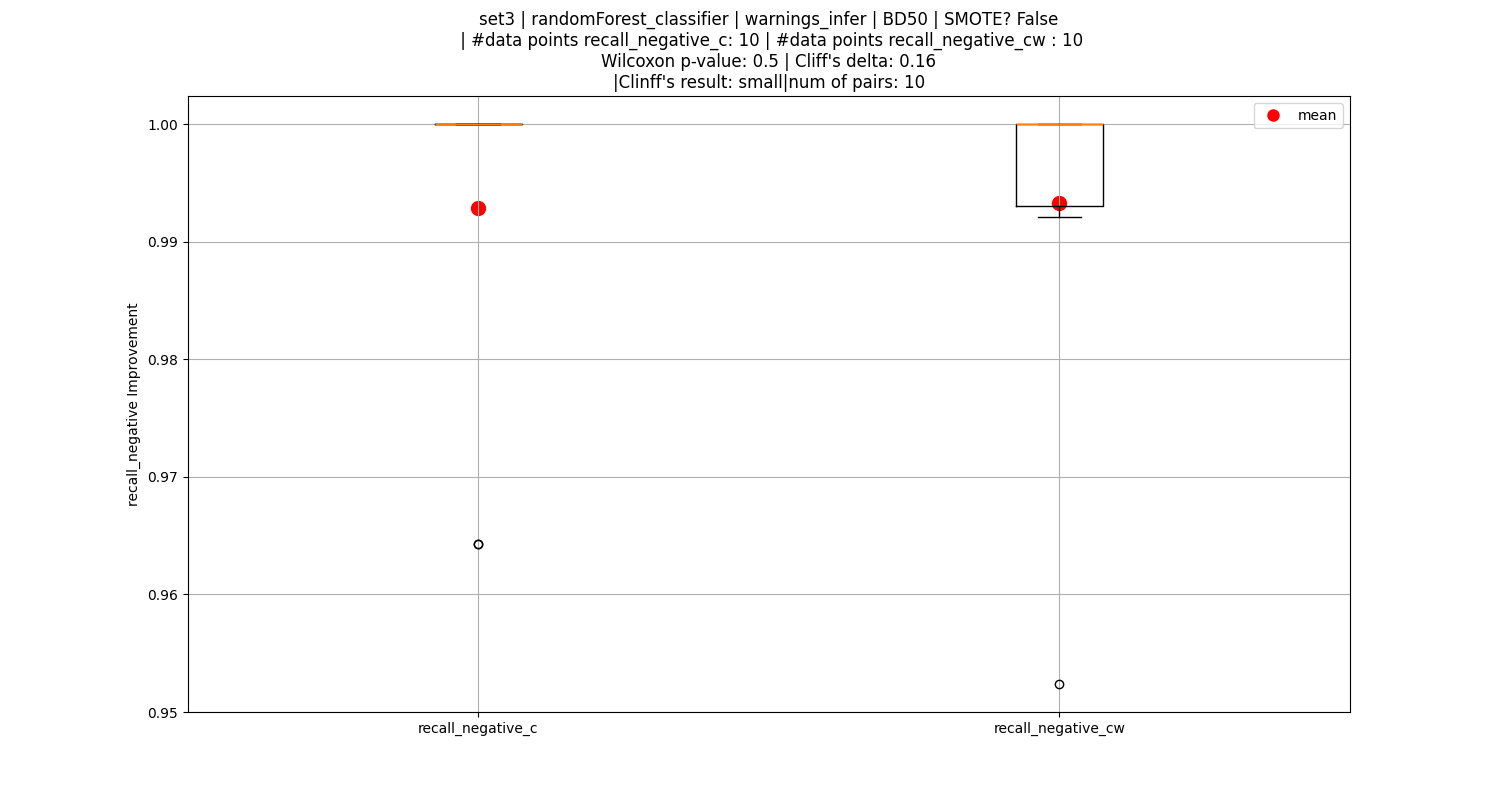 set3 | randomForest_classifier | warnings_infer | BD50 | SMOTE? False
| #data points recall_negative_c: 10 | #data points recall_negative_cw : 10
Wilcoxon p-value: 0.5 | Cliff's delta: 0.16
|Clinff's result: small|num of pairs: 10
mean
1.00
0.99
0.98
0.97
0.96
0.95
recall_negative Improvement
recall_negative_c
recall_negative_cw